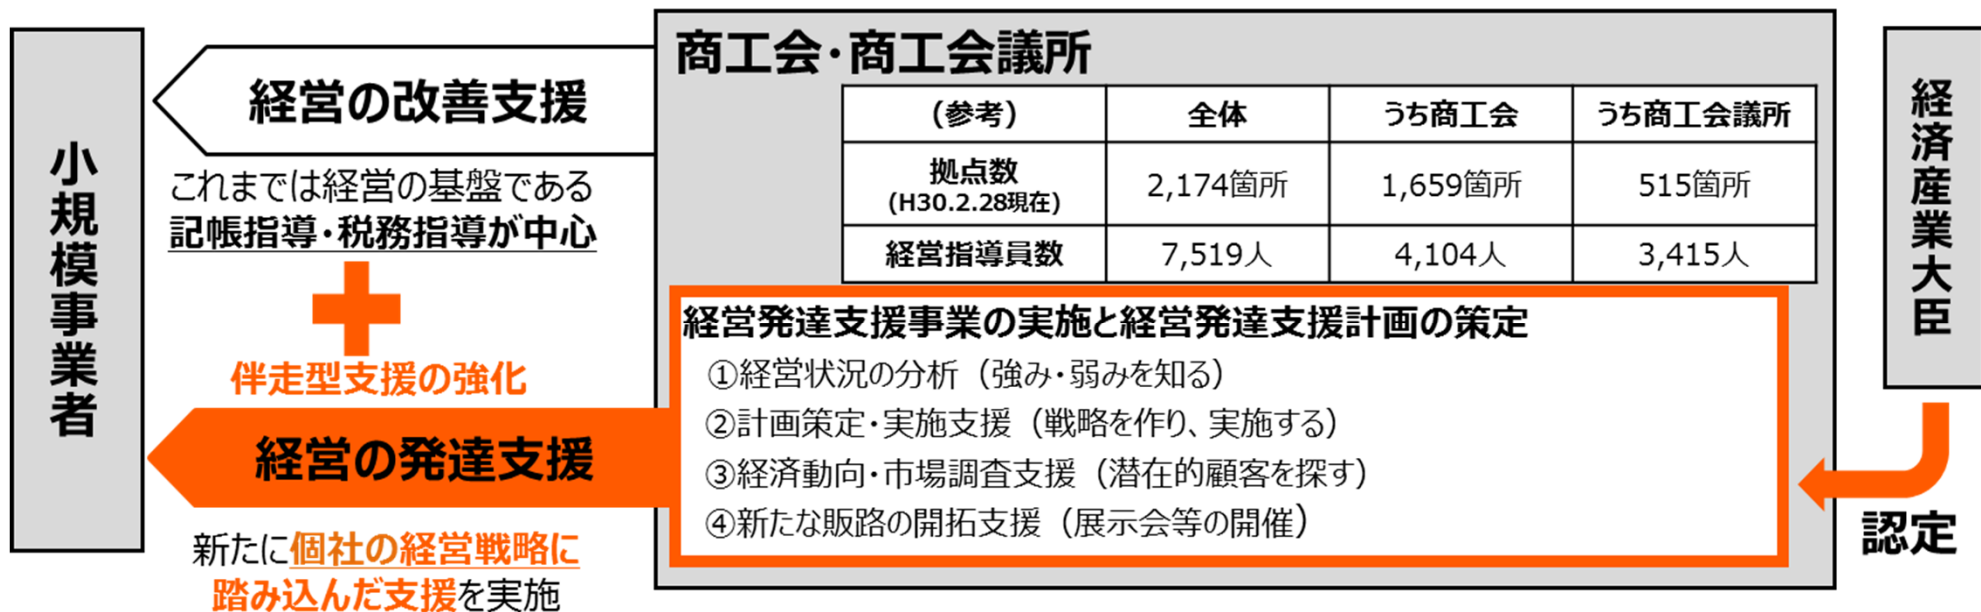 小規模事業者
経営の改善支援
これまでは経営の基盤である
記帳指導・税務指導が中心
伴走型支援の強化
経営の発達支援
新たに個社の経営戦略に
踏み込んだ支援を実施
商工会・商工会議所
(参考) 全体 うち商工会 うち商工会議所
拠点数
(H30.2.28現在) 2,174箇所 1,659箇所 515箇所
経営指導員数 7,519人 4,104人 3,415人
経営発達支援事業の実施と経営発達支援計画の策定
①経営状況の分析(強み・弱みを知る)
②計画策定・実施支援(戦略を作り、実施する)
③経済動向・市場調査支援(潜在的顧客を探す)
④新たな販路の開拓支援(展示会等の開催)
経済産業大臣
認定